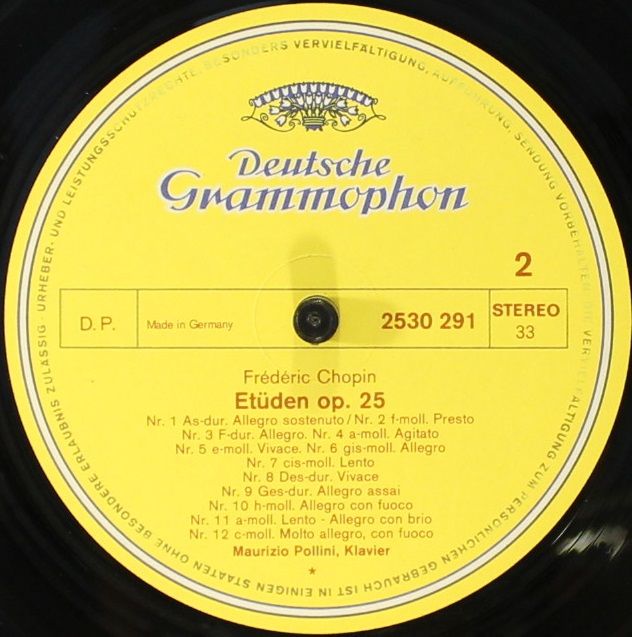 Deutsche
Grammophon
2
D.P.
Made in Germany
2530 291
STEREO
33
Frédéric Chopin
Etüden op. 25
Nr. 1 As-dur. Allegro sostenuto / Nr. 2 f-moll. Presto
Nr. 3 F-dur. Allegro. Nr. 4 a-moll. Agitato
Nr. 5 e-moll. Vivace. Nr. 6 gis-moll. Allegro
Nr. 7 cis-moll. Lento
Nr. 8 Des-dur. Vivace
Nr. 9 Ges-dur. Allegro assai
Nr. 10 h-moll. Allegro con fuoco
Nr. 11 a-moll. Lento - Allegro con brio
Nr. 12 c-moll. Molto allegro, con fuoco
Maurizio Pollini, Klavier
*
URHEBER- UND LEISTUNGSSCHUTZRECHTE, BESONDERS VERVIELFÄLTIGUNG, AUFFÜHRUNG, SENDUNG VORBEHALTEN. DIE VERVIELFÄLTIGUNG ZUM PERSÖNLICHEN GEBRAUCH IST IN EINIGEN STAATEN OHNE BESONDERE ERLAUBNIS ZULÄSSIG -